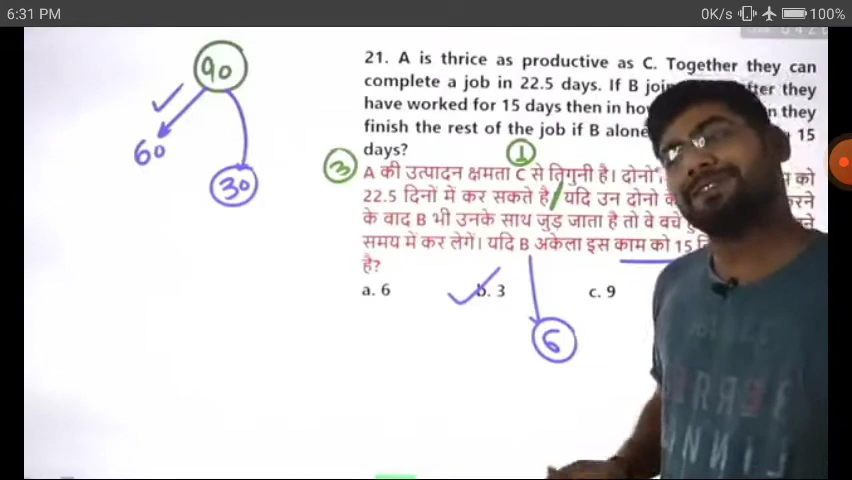 6:31 PM
0K/s 100%
90
60
30
21. A is thrice as productive as C. Together they can
complete a job in 22.5 days. If B
have worked for 15 days then in they
finish the rest of the job if B alone 15
days?
3
1
A की उत्पादन क्षमता C से तिगुनी है। दोनों को
22.5 दिनों में कर सकते है, यदि उन दोनो
के वाद B भी उनके साथ जुड़ जाता है तो वे बचे
समय में कर लेगें। यदि B अकेला इस काम को 15
है?
a. 6 b. 3 c. 9
6